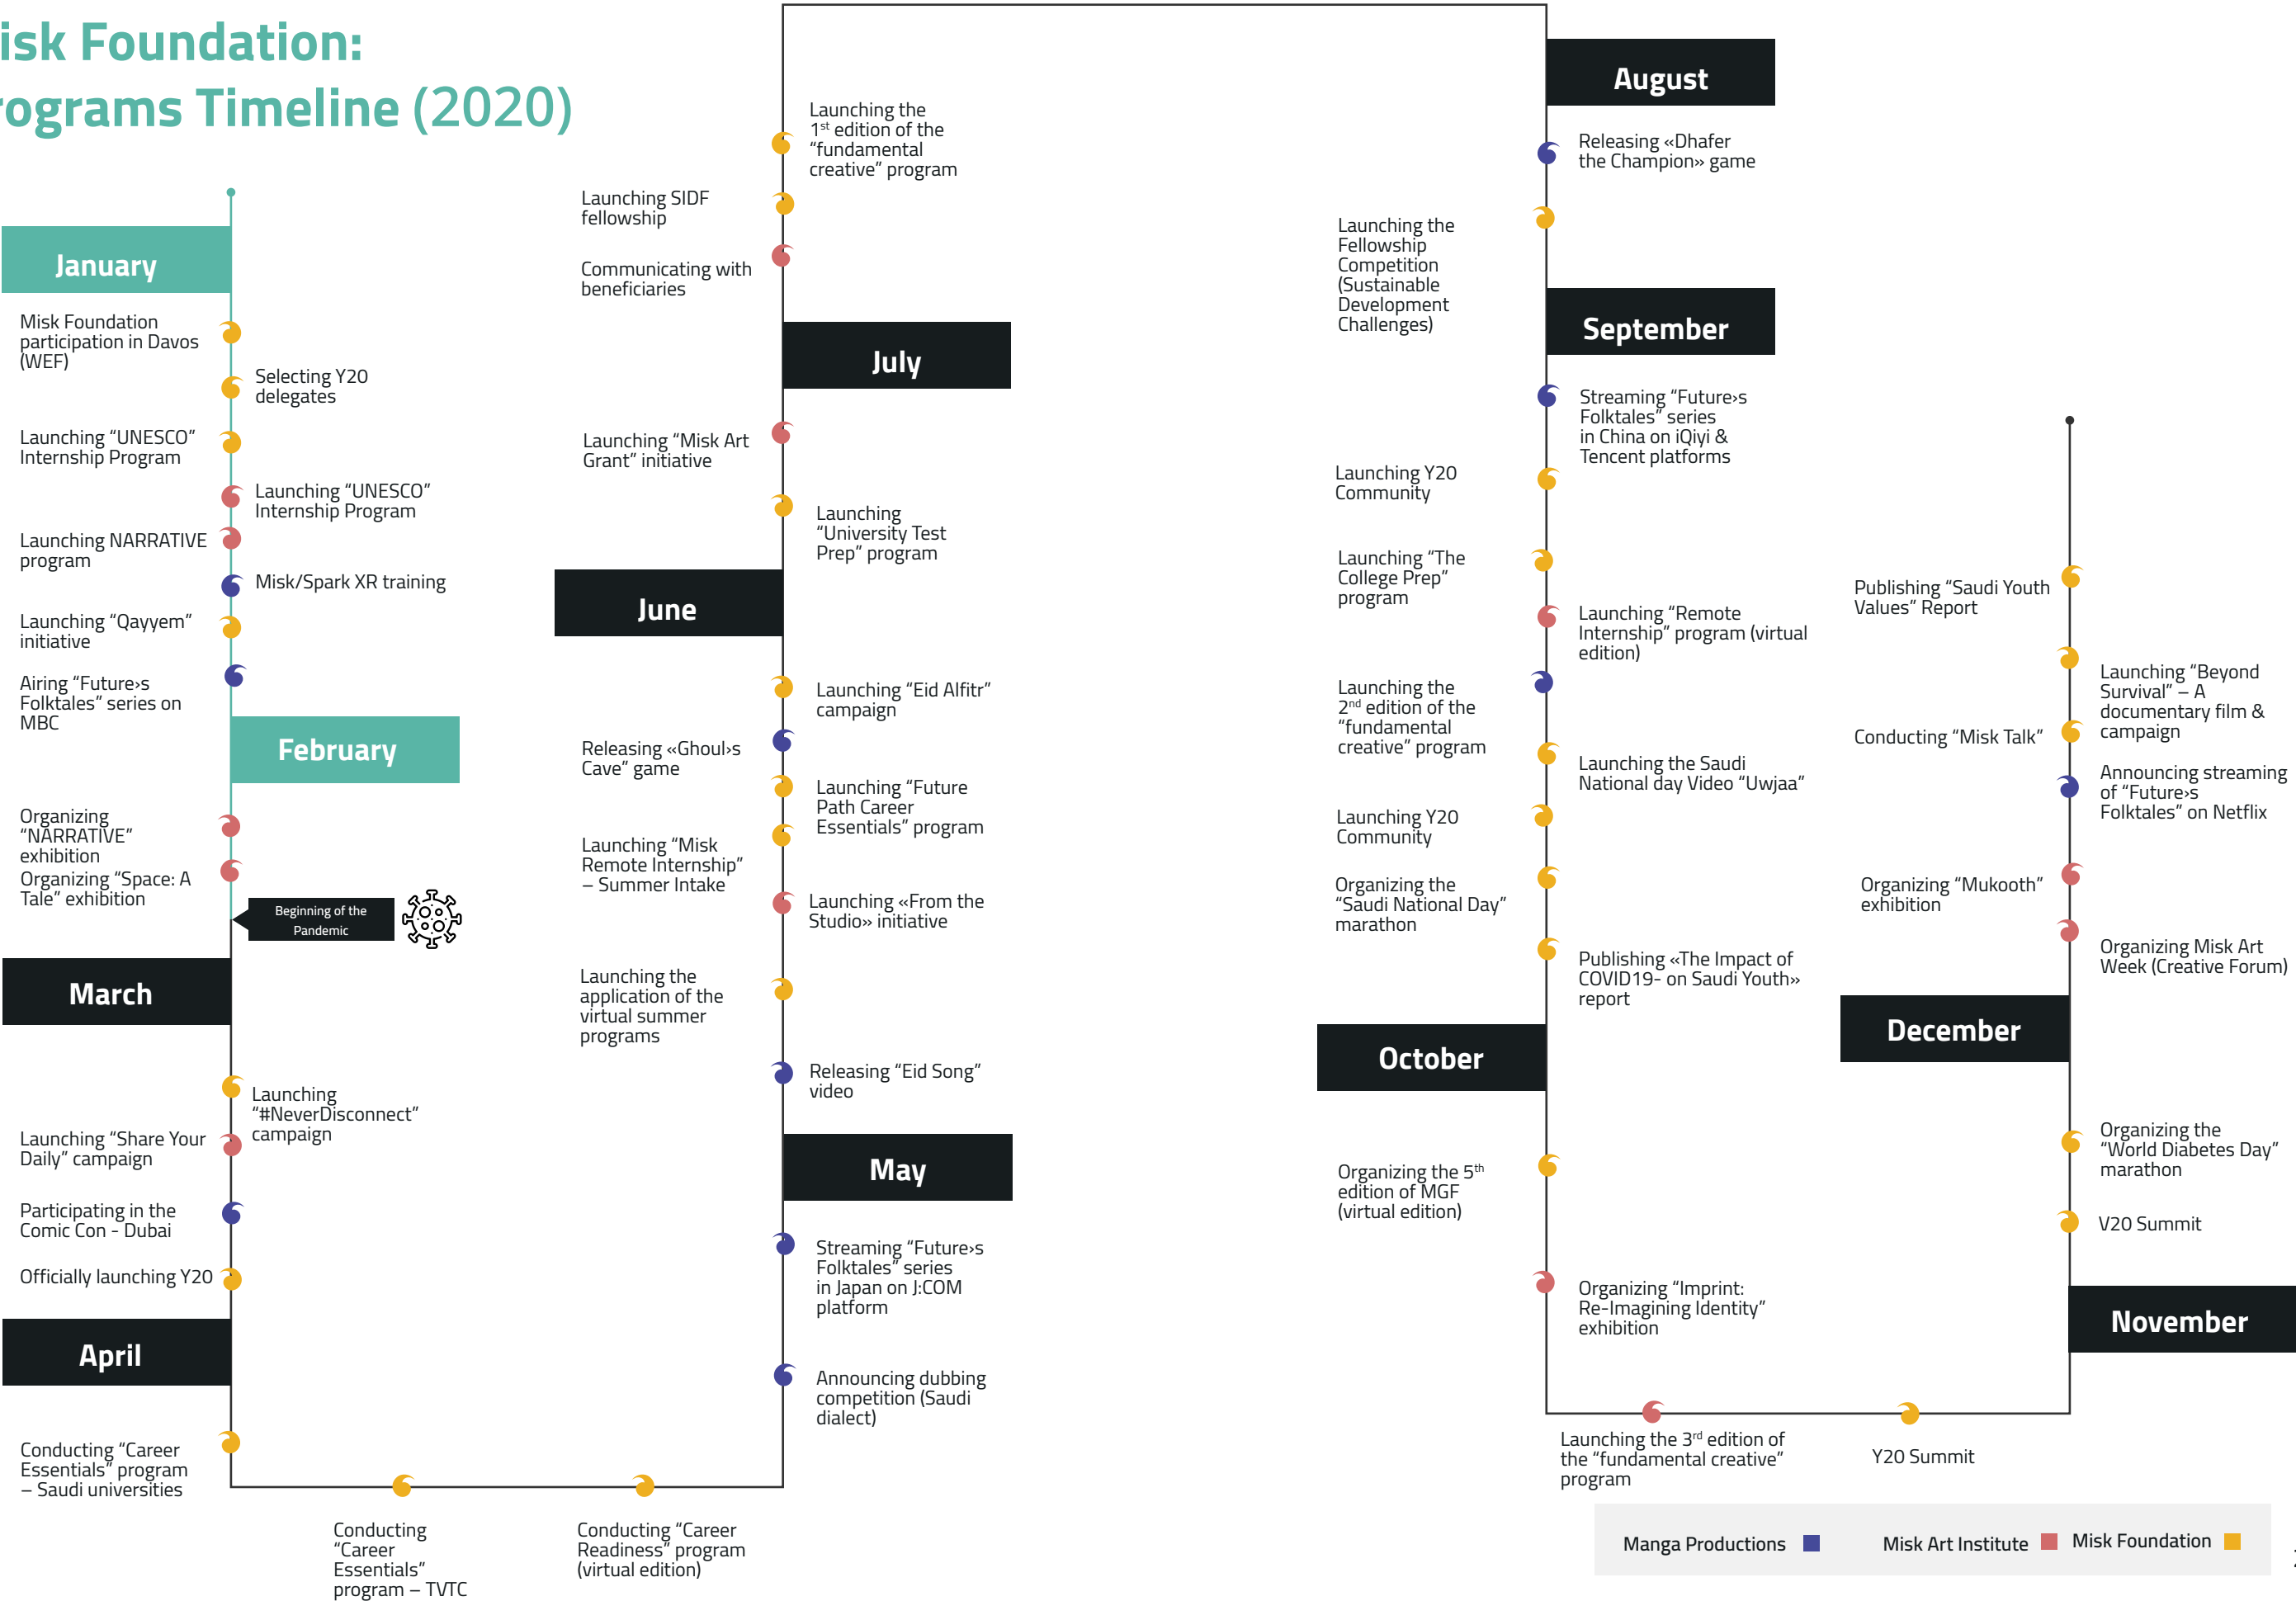 isk Foundation:
rograms Timeline (2020)
January
Misk Foundation
participation in Davos
(WEF)
Selecting Y20
delegates
Launching “UNESCO”
Internship Program
Launching “UNESCO”
Internship Program
Launching NARRATIVE
program
Misk/Spark XR training
Launching “Qayyem”
initiative
Airing “Future›s
Folktales” series on
MBC
February
Organizing
“NARRATIVE”
exhibition
Organizing “Space: A
Tale” exhibition
Beginning of the
Pandemic
March
Launching
“#NeverDisconnect”
campaign
Launching “Share Your
Daily” campaign
Participating in the
Comic Con - Dubai
Officially launching Y20
April
Conducting “Career
Essentials” program
– Saudi universities
Conducting
“Career
Essentials”
program – TVTC
Conducting “Career
Readiness” program
(virtual edition)
Launching the
1st edition of the
“fundamental
creative” program
Launching SIDF
fellowship
Communicating with
beneficiaries
July
Launching “Misk Art
Grant” initiative
Launching
“University Test
Prep” program
June
Launching “Eid Alfitr”
campaign
Releasing «Ghoul›s
Cave” game
Launching “Future
Path Career
Essentials” program
Launching “Misk
Remote Internship”
– Summer Intake
Launching «From the
Studio» initiative
Launching the
application of the
virtual summer
programs
Releasing “Eid Song”
video
May
Streaming “Future›s
Folktales” series
in Japan on J:COM
platform
Announcing dubbing
competition (Saudi
dialect)
August
Releasing «Dhafer
the Champion» game
Launching the
Fellowship
Competition
(Sustainable
Development
Challenges)
September
Streaming “Future›s
Folktales” series
in China on iQiyi &
Tencent platforms
Launching Y20
Community
Launching “The
College Prep”
program
Launching “Remote
Internship” program (virtual
edition)
Launching the
2nd edition of the
“fundamental
creative” program
Launching the Saudi
National day Video “Uwjaa”
Launching Y20
Community
Organizing the
“Saudi National Day”
marathon
Publishing «The Impact of
COVID19- on Saudi Youth»
report
October
Organizing the 5th
edition of MGF
(virtual edition)
Organizing “Imprint:
Re-Imagining Identity”
exhibition
Launching the 3rd edition of
the “fundamental creative”
program
Y20 Summit
Publishing “Saudi Youth
Values” Report
Launching “Beyond
Survival” – A
documentary film &
campaign
Conducting “Misk Talk”
Announcing streaming
of “Future›s
Folktales” on Netflix
Organizing “Mukooth”
exhibition
Organizing Misk Art
Week (Creative Forum)
December
Organizing the
“World Diabetes Day”
marathon
V20 Summit
November
Manga Productions
Misk Art Institute
Misk Foundation